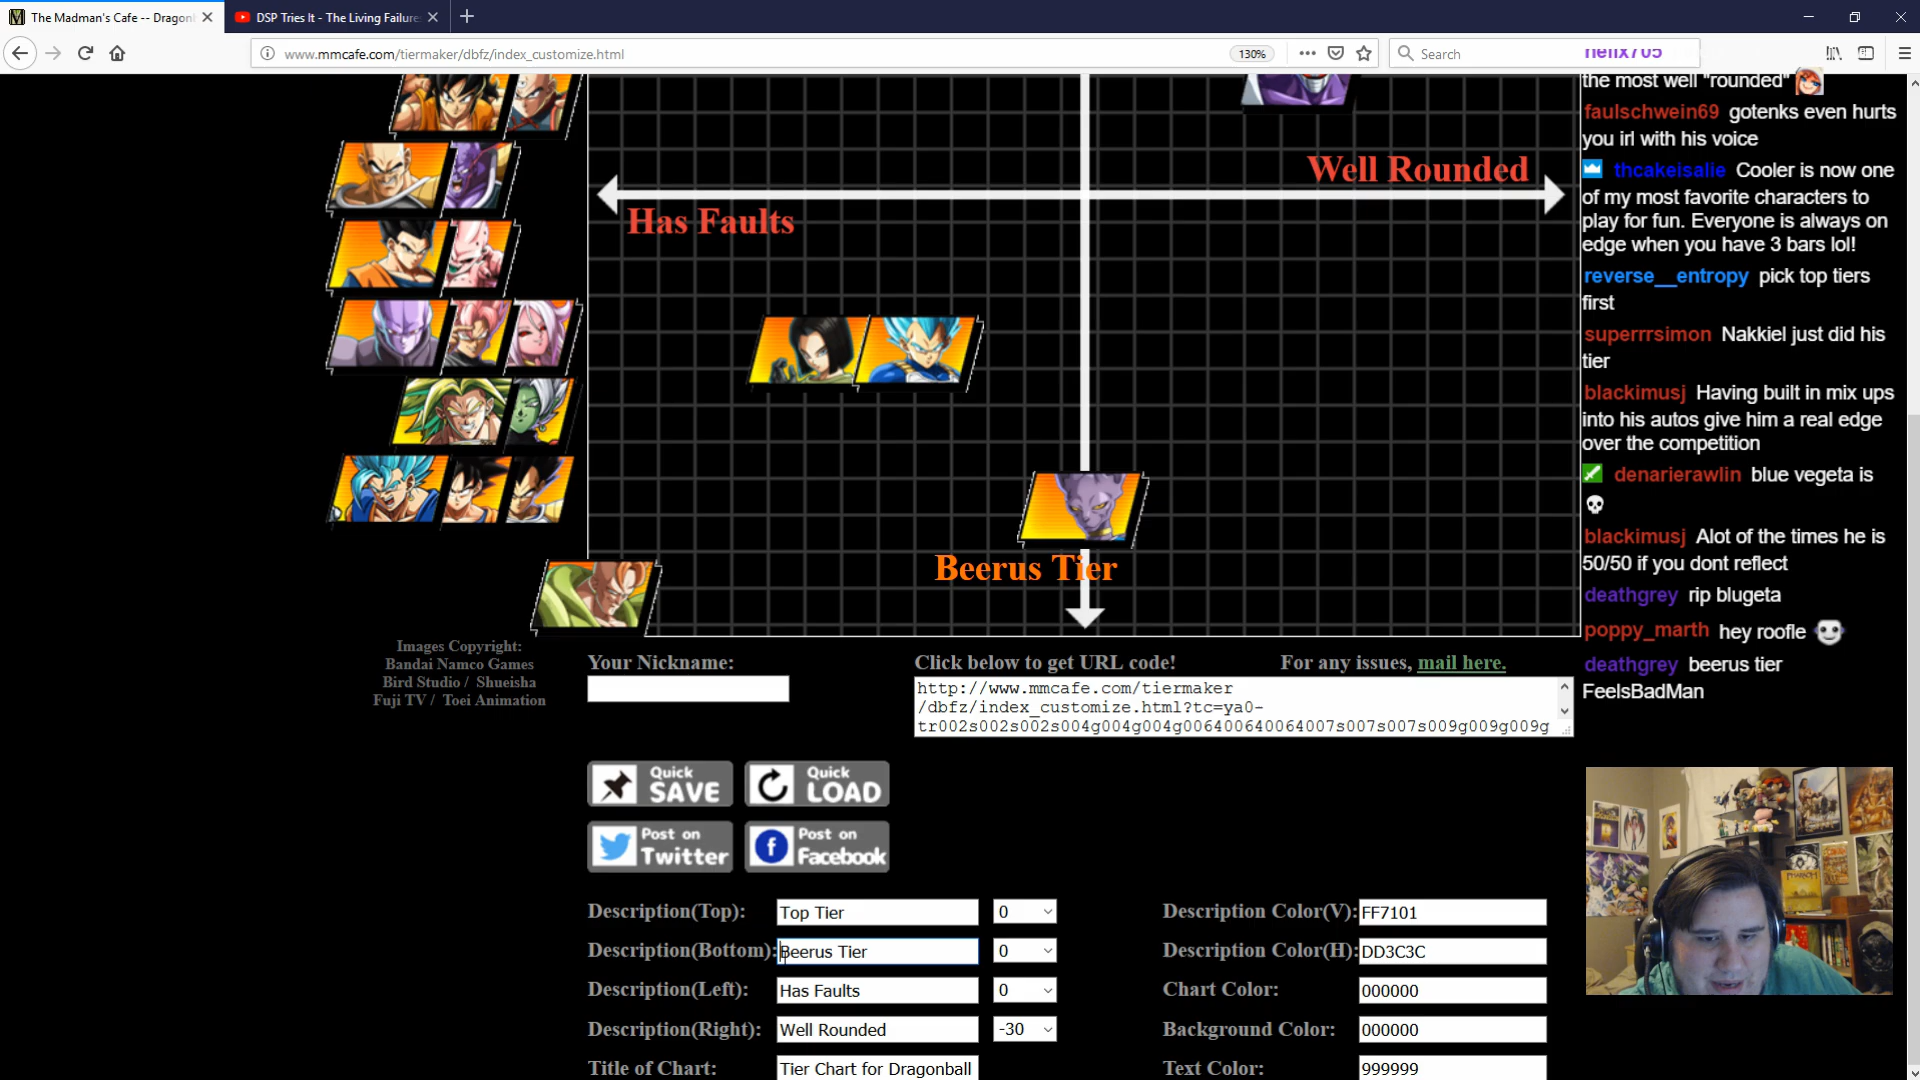 The Madman's Cafe -- Dragon
DSP Tries It - The Living Failure
www.mmcafe.com/tiermaker/dbfz/index_customize.html
130%
Search
helix705
the most well "rounded"
faulschwein69 gotenks even hurts
you irl with his voice
thcakeisalie Cooler is now one
of my most favorite characters to
play for fun. Everyone is always on
edge when you have 3 bars lol!
reverse__entropy pick top tiers
first
superrrsimon Nakkiel just did his
tier
blackimusj Having built in mix ups
into his autos give him a real edge
over the competition
denarierawlin blue vegeta is
blackimusj Alot of the times he is
50/50 if you dont reflect
deathgrey rip blugeta
poppy_marth hey roofle
deathgrey beerus tier
FeelsBadMan
Well Rounded
Has Faults
Beerus Tier
Images Copyright:
Bandai Namco Games
Bird Studio / Shueisha
Fuji TV / Toei Animation
Your Nickname:
Click below to get URL code!
For any issues, mail here.
http://www.mmcafe.com/tiermaker
/dbfz/index_customize.html?tc=ya0-
tr002s002s002s004g004g004g006400640064007s007s007s009g009g009g
Quick SAVE
Quick LOAD
Post on Twitter
Post on Facebook
Description(Top): Top Tier 0
Description Color(V): FF7101
Description(Bottom): Beerus Tier 0
Description Color(H): DD3C3C
Description(Left): Has Faults 0
Chart Color: 000000
Description(Right): Well Rounded -30
Background Color: 000000
Title of Chart: Tier Chart for Dragonball
Text Color: 999999